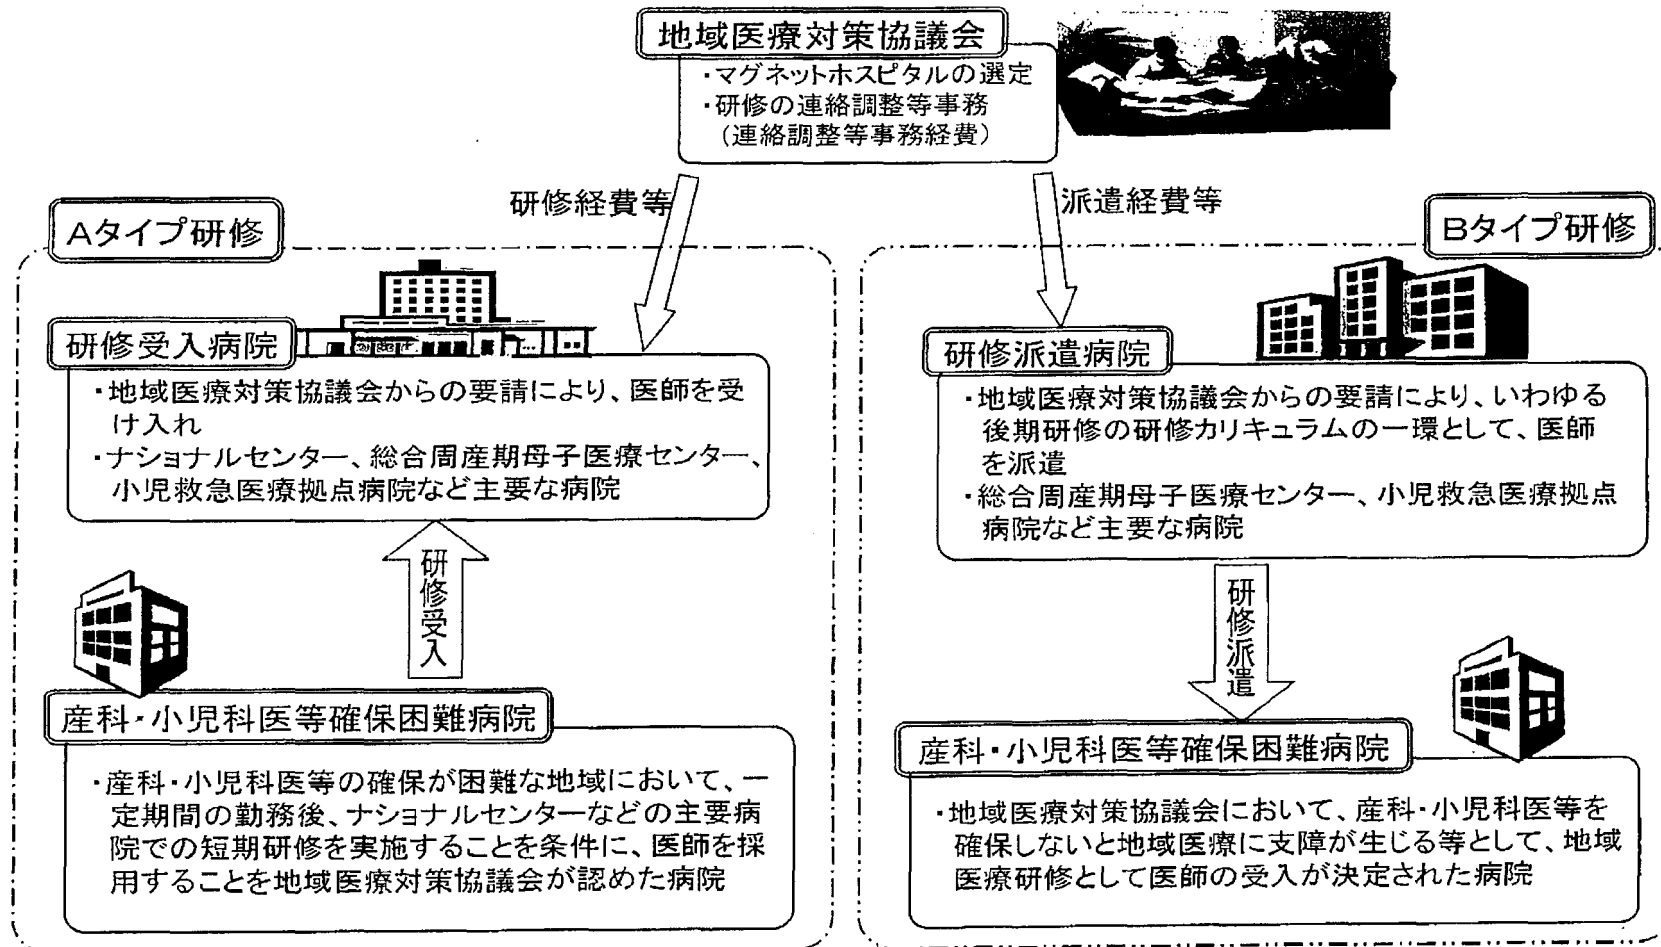 地域医療対策協議会
・マグネットホスピタルの選定
・研修の連絡調整等事務
（連絡調整等事務経費）
研修経費等
派遣経費等
Aタイプ研修
研修受入病院
・地域医療対策協議会からの要請により、医師を受
け入れ
・ナショナルセンター、総合周産期母子医療センター、
小児救急医療拠点病院など主要な病院
研修受入
産科・小児科医等確保困難病院
・産科・小児科医等の確保が困難な地域において、一
定期間の勤務後、ナショナルセンターなどの主要病
院での短期研修を実施することを条件に、医師を採
用することを地域医療対策協議会が認めた病院
Bタイプ研修
研修派遣病院
・地域医療対策協議会からの要請により、いわゆる
後期研修の研修カリキュラムの一環として、医師
を派遣
・総合周産期母子医療センター、小児救急医療拠点
病院など主要な病院
研修派遣
産科・小児科医等確保困難病院
・地域医療対策協議会において、産科・小児科医等を
確保しないと地域医療に支障が生じる等として、地域
医療研修として医師の受入が決定された病院